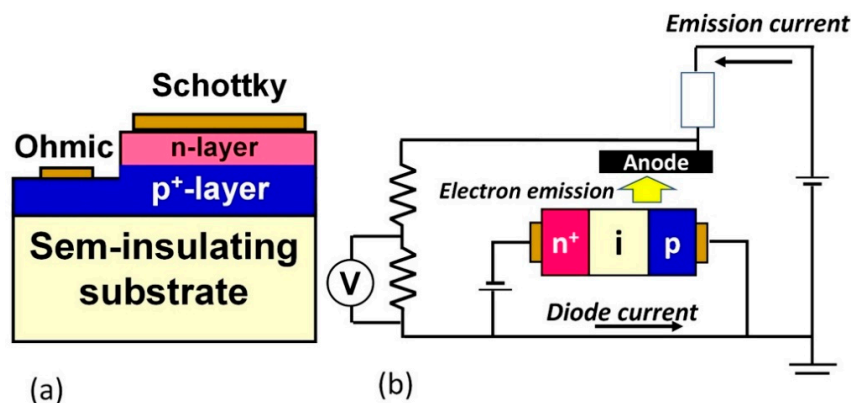 Schottky
Ohmic
n-layer
p⁺-layer
Sem-insulating
substrate
(a)
Emission current
Anode
Electron emission
n⁺
i
p
V
Diode current
(b)